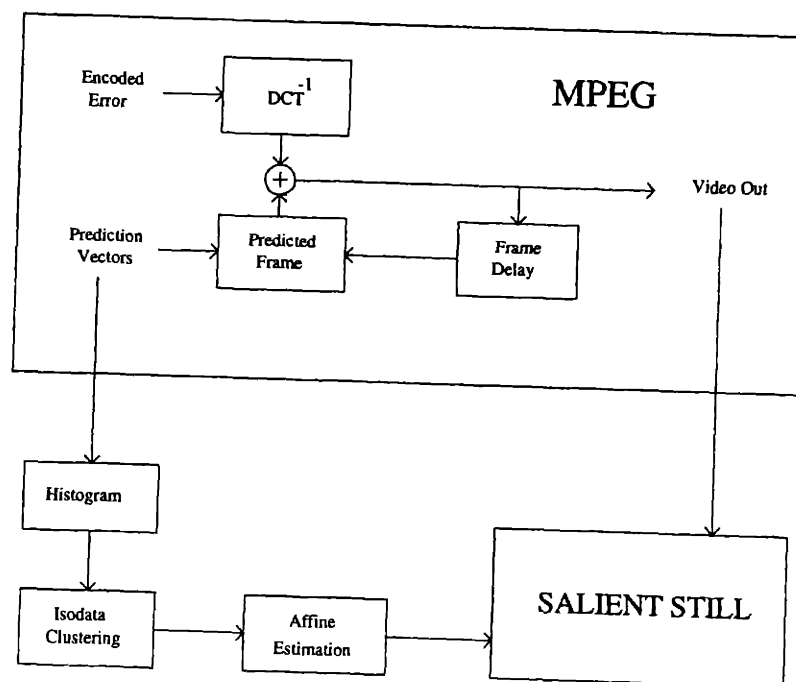 Encoded
Error
DCT-1
MPEG
+
Video Out
Prediction
Vectors
Predicted
Frame
Frame
Delay
Histogram
Isodata
Clustering
Affine
Estimation
SALIENT STILL